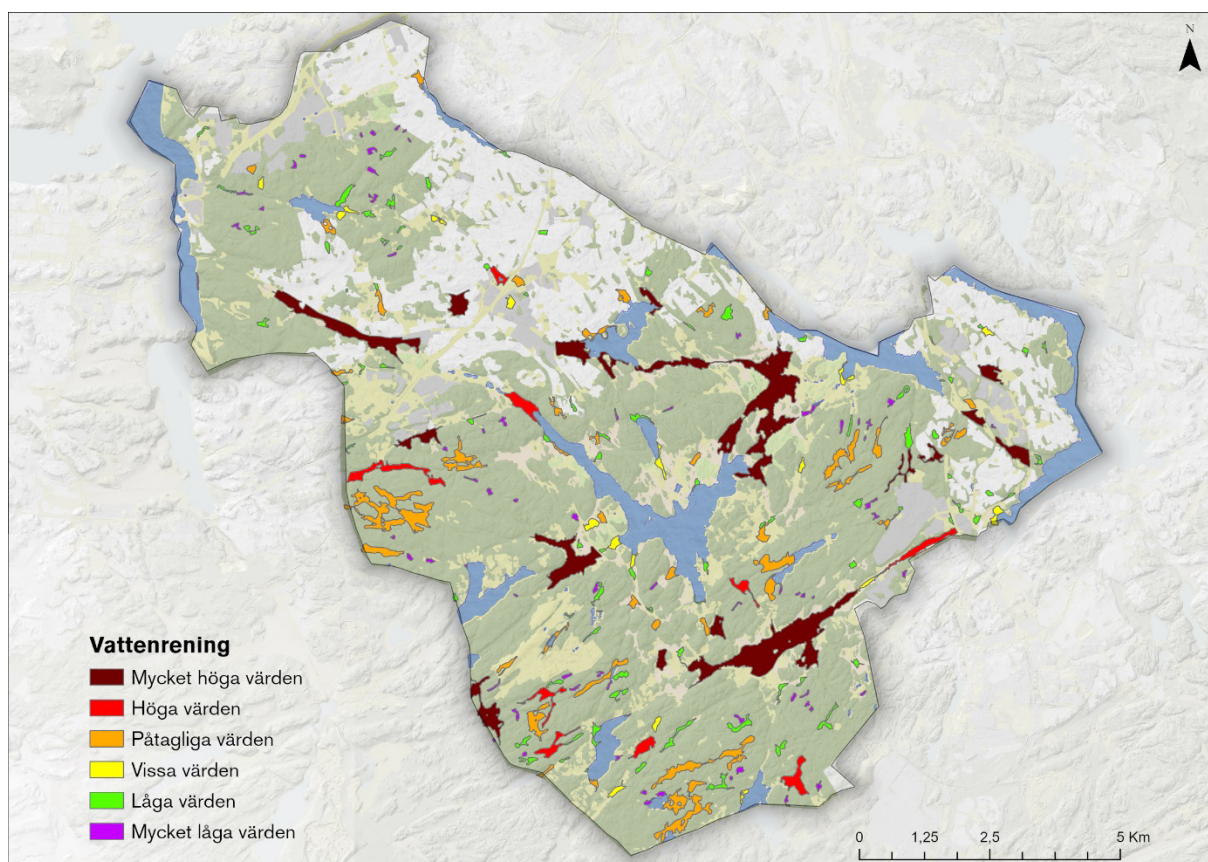 N
Vattenrening
Mycket höga värden
Höga värden
Påtagliga värden
Vissa värden
Låga värden
Mycket låga värden
0 1,25 2,5 5 Km